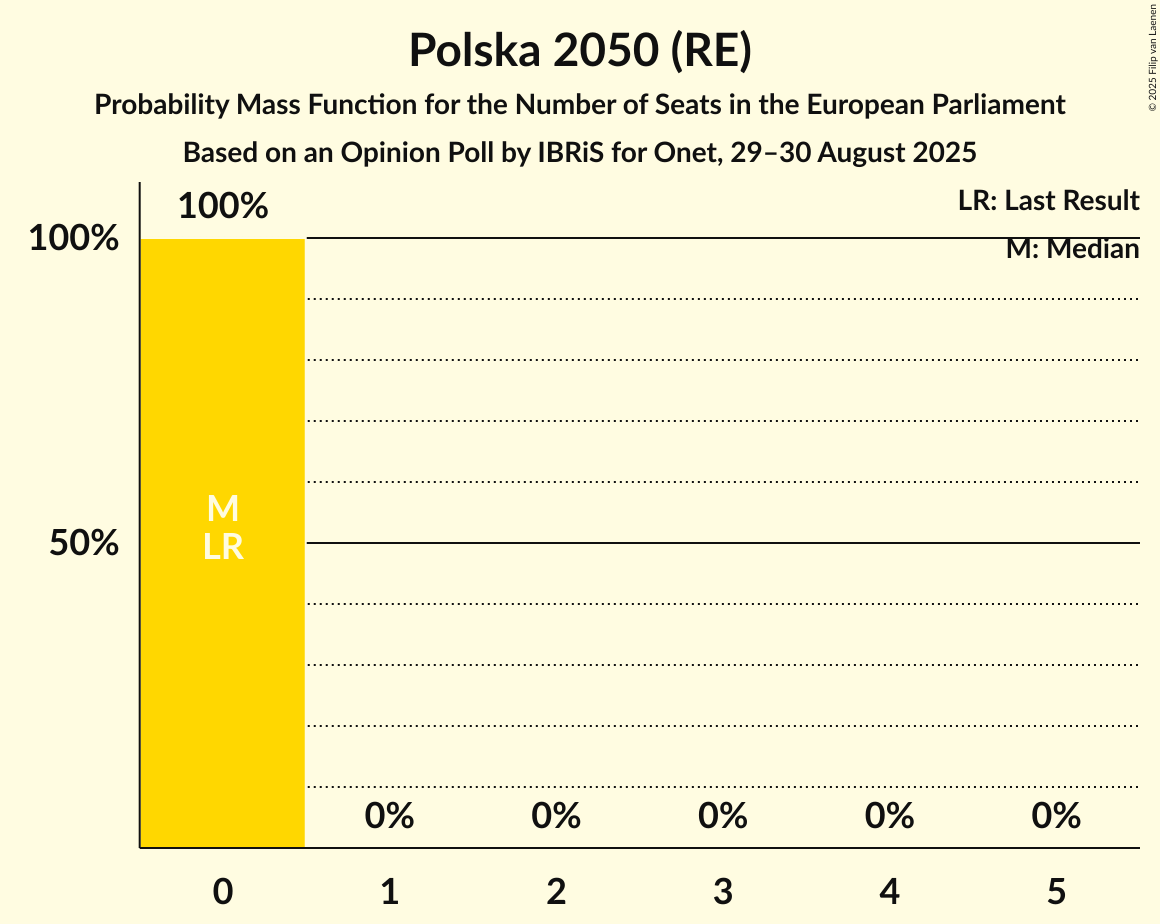 Polska 2050 (RE)
Probability Mass Function for the Number of Seats in the European Parliament
Based on an Opinion Poll by IBRiS for Onet, 29–30 August 2025
© 2025 Filip van Laenen
LR: Last Result
M: Median
100%
100%
50%
M
LR
0%
0%
0%
0%
0%
0
1
2
3
4
5